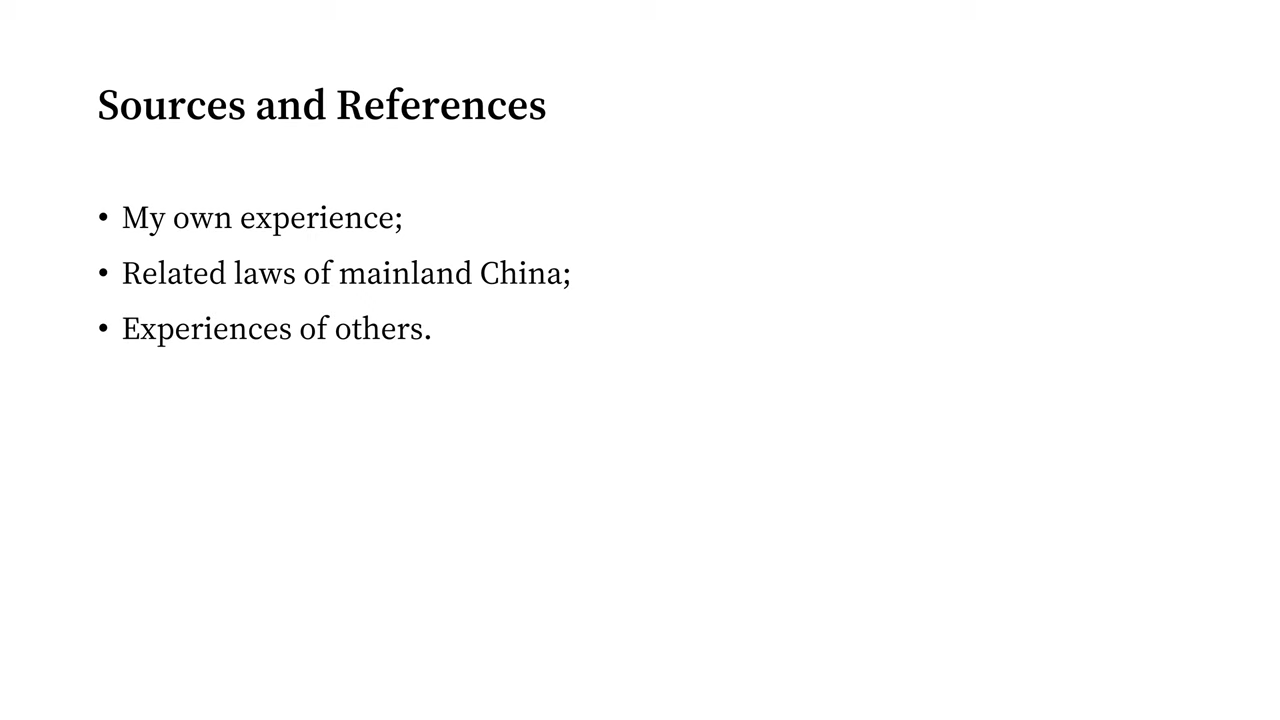 Sources and References
• My own experience;
• Related laws of mainland China;
• Experiences of others.